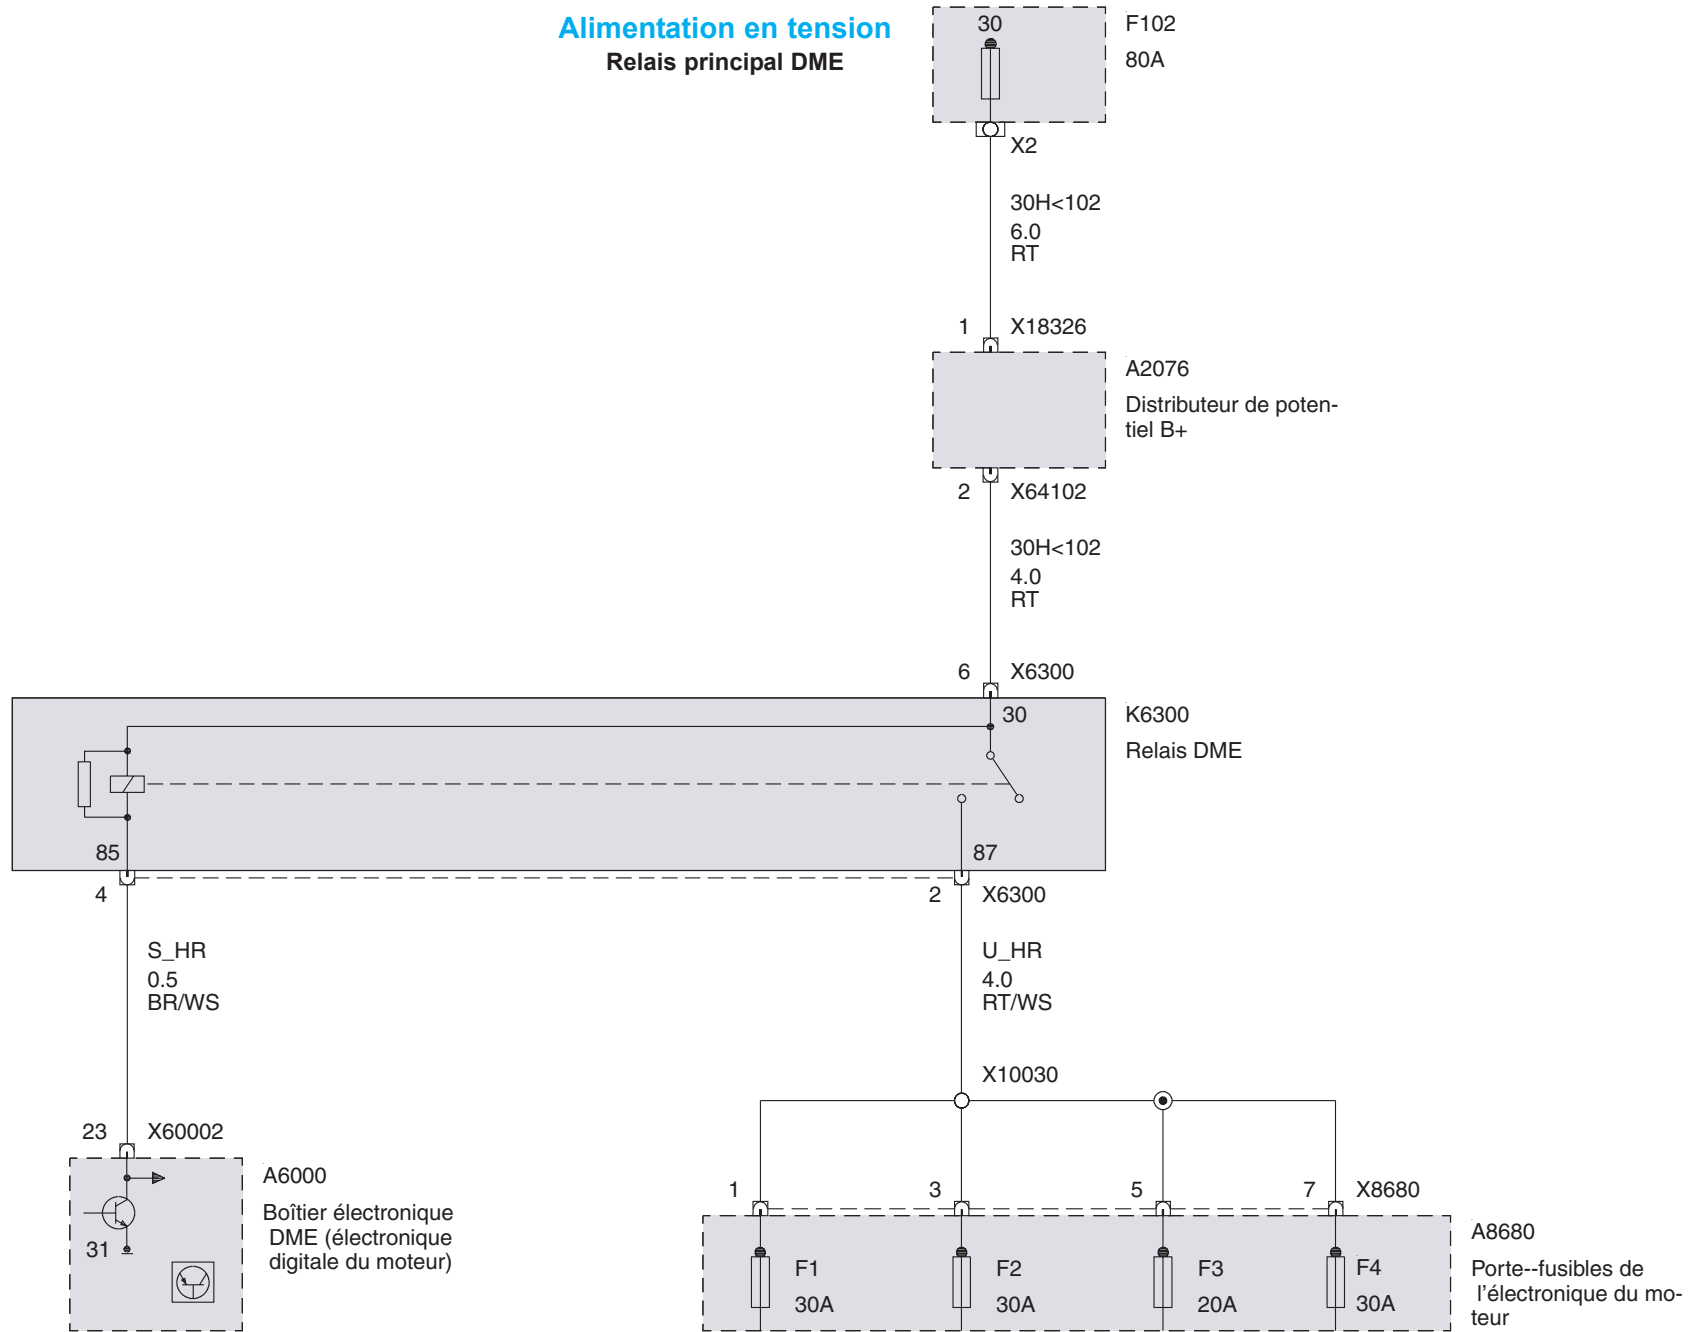 Alimentation en tension
Relais principal DME
30
F102
80A
X2
30H<102
6.0
RT
1 X18326
A2076
Distributeur de poten-
tiel B+
2 X64102
30H<102
4.0
RT
6 X6300
30
K6300
Relais DME
85
87
4
2 X6300
S_HR
0.5
BR/WS
U_HR
4.0
RT/WS
X10030
23 X60002
A6000
Boîtier électronique
DME (électronique
digitale du moteur)
31
1 3 5 7 X8680
A8680
Porte--fusibles de
l'électronique du mo-
teur
F1
30A
F2
30A
F3
20A
F4
30A